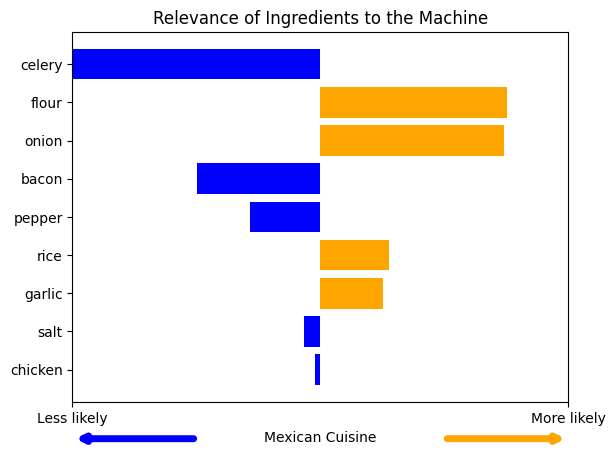 Relevance of Ingredients to the Machine
celery
flour
onion
bacon
pepper
rice
garlic
salt
chicken
Less likely
More likely
Mexican Cuisine